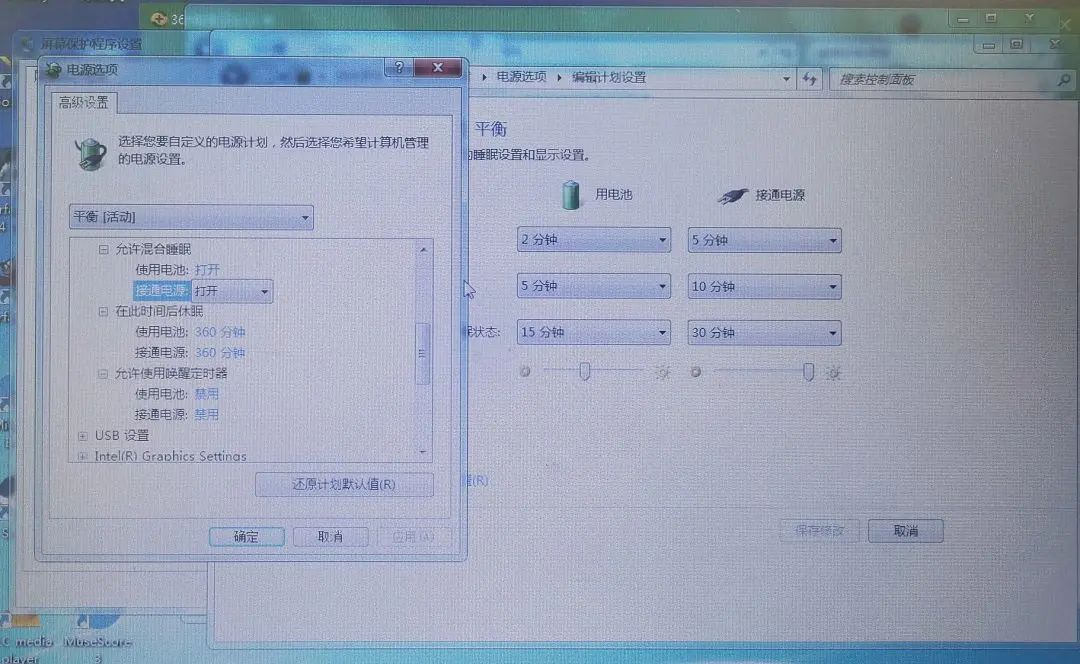 36
屏幕保护程序设置
电源选项
高级设置
选择您要自定义的电源计划，然后选择您希望计算机管理
的电源设置。
平衡 [活动]
允许混合睡眠
使用电池: 打开
接通电源: 打开
在此时间后休眠
使用电池: 360 分钟
接通电源: 360 分钟
允许使用唤醒定时器
使用电池: 禁用
接通电源: 禁用
USB 设置
Intel(R) Graphics Settings
还原计划默认值(R)
确定
取消
应用(A)
电源选项
编辑计划设置
搜索控制面板
平衡
睡眠设置和显示设置。
用电池
接通电源
2 分钟
5 分钟
5 分钟
10 分钟
状态:
15 分钟
30 分钟
(R)
保存修改
取消
media
player
MuseScore
3